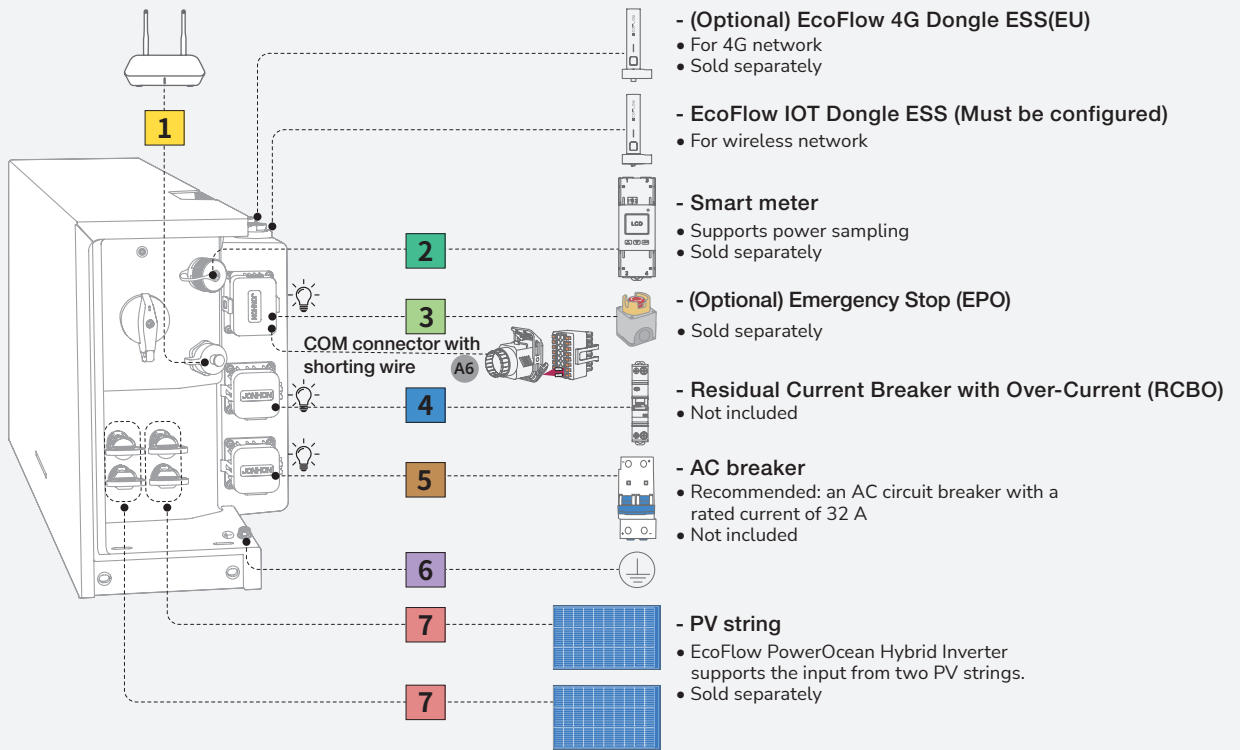 - (Optional) EcoFlow 4G Dongle ESS(EU)
• For 4G network
• Sold separately
1
- EcoFlow IOT Dongle ESS (Must be configured)
• For wireless network
- Smart meter
• Supports power sampling
• Sold separately
LCD
2
- (Optional) Emergency Stop (EPO)
• Sold separately
3
JONHON
COM connector with
shorting wire
A6
- Residual Current Breaker with Over-Current (RCBO)
• Not included
4
JONHON
- AC breaker
• Recommended: an AC circuit breaker with a
rated current of 32 A
• Not included
5
JONHON
6
7
- PV string
• EcoFlow PowerOcean Hybrid Inverter
supports the input from two PV strings.
• Sold separately
7